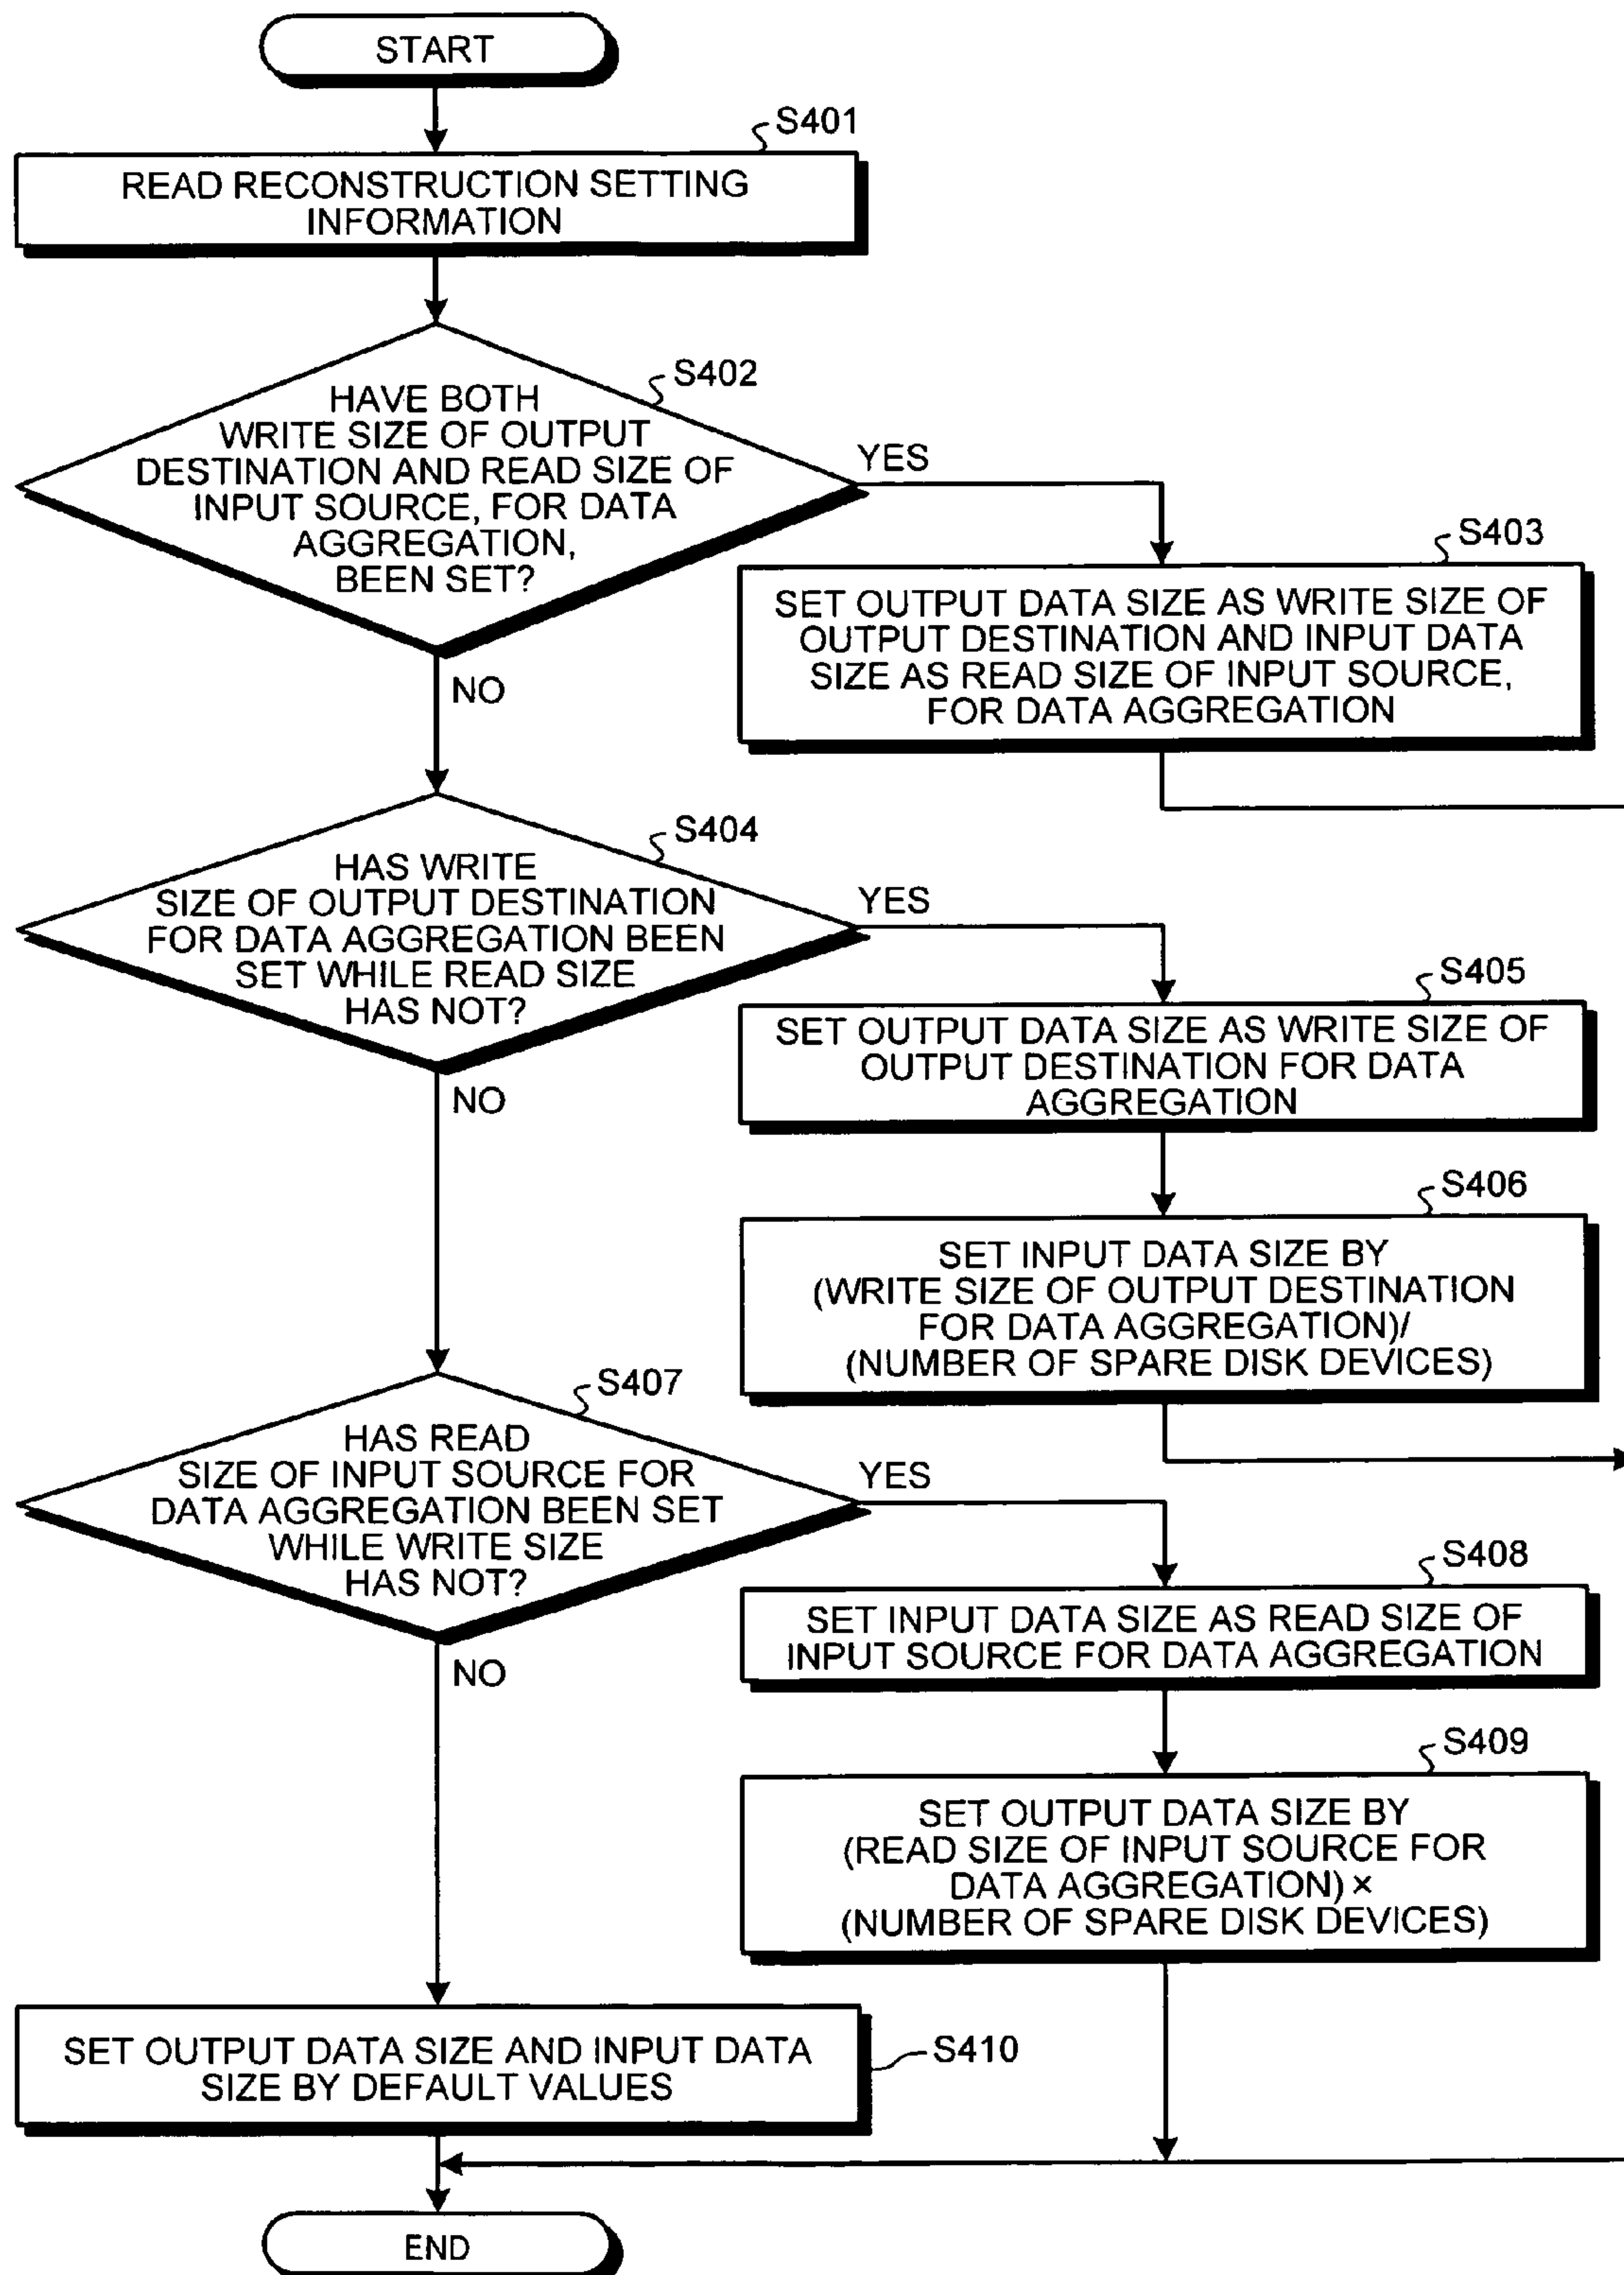 START
S401
READ RECONSTRUCTION SETTING
INFORMATION
S402
HAVE BOTH
WRITE SIZE OF OUTPUT
DESTINATION AND READ SIZE OF
INPUT SOURCE, FOR DATA
AGGREGATION,
BEEN SET?
YES
NO
S403
SET OUTPUT DATA SIZE AS WRITE SIZE OF
OUTPUT DESTINATION AND INPUT DATA
SIZE AS READ SIZE OF INPUT SOURCE,
FOR DATA AGGREGATION
S404
HAS WRITE
SIZE OF OUTPUT DESTINATION
FOR DATA AGGREGATION BEEN
SET WHILE READ SIZE
HAS NOT?
YES
NO
S405
SET OUTPUT DATA SIZE AS WRITE SIZE OF
OUTPUT DESTINATION FOR DATA
AGGREGATION
S406
SET INPUT DATA SIZE BY
(WRITE SIZE OF OUTPUT DESTINATION
FOR DATA AGGREGATION)/
(NUMBER OF SPARE DISK DEVICES)
S407
HAS READ
SIZE OF INPUT SOURCE FOR
DATA AGGREGATION BEEN SET
WHILE WRITE SIZE
HAS NOT?
YES
NO
S408
SET INPUT DATA SIZE AS READ SIZE OF
INPUT SOURCE FOR DATA AGGREGATION
S409
SET OUTPUT DATA SIZE BY
(READ SIZE OF INPUT SOURCE FOR
DATA AGGREGATION) ×
(NUMBER OF SPARE DISK DEVICES)
SET OUTPUT DATA SIZE AND INPUT DATA
SIZE BY DEFAULT VALUES
S410
END